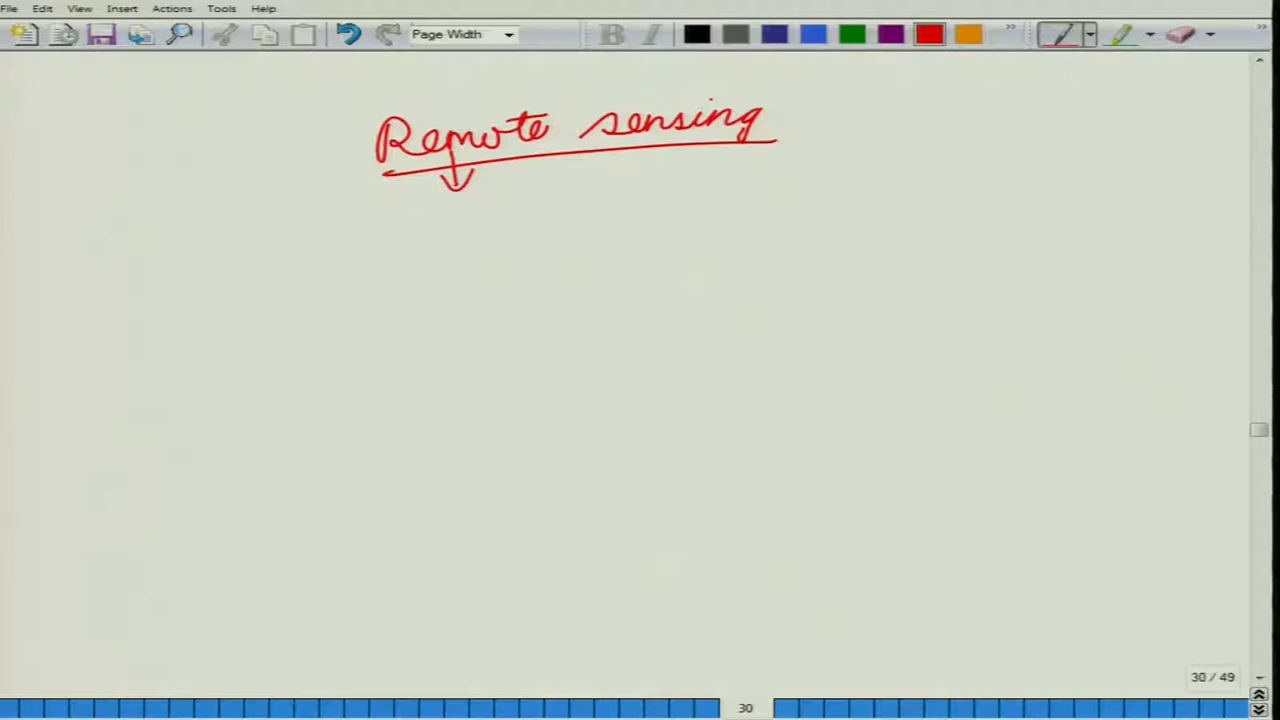 File Edit View Insert Actions Tools Help
Page Width B I
Remote sensing
30 / 49
30